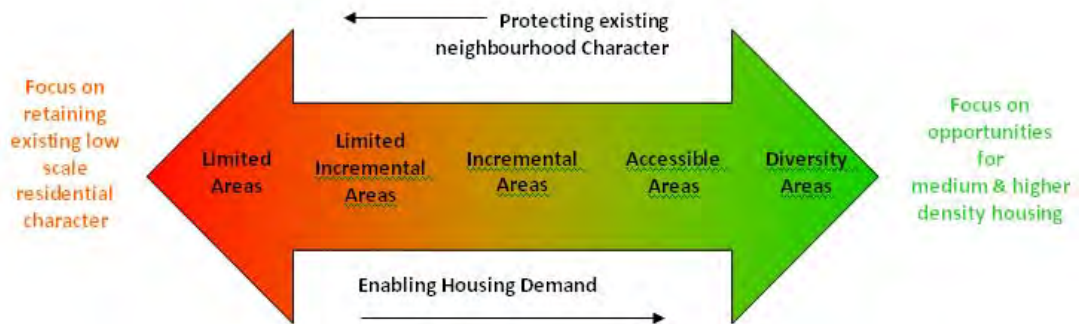 Protecting existing
neighbourhood Character
Focus on
retaining
existing low
scale
residential
character
Limited
Areas
Limited
Incremental
Areas
Incremental
Areas
Accessible
Areas
Diversity
Areas
Focus on
opportunities
for
medium & higher
density housing
Enabling Housing Demand